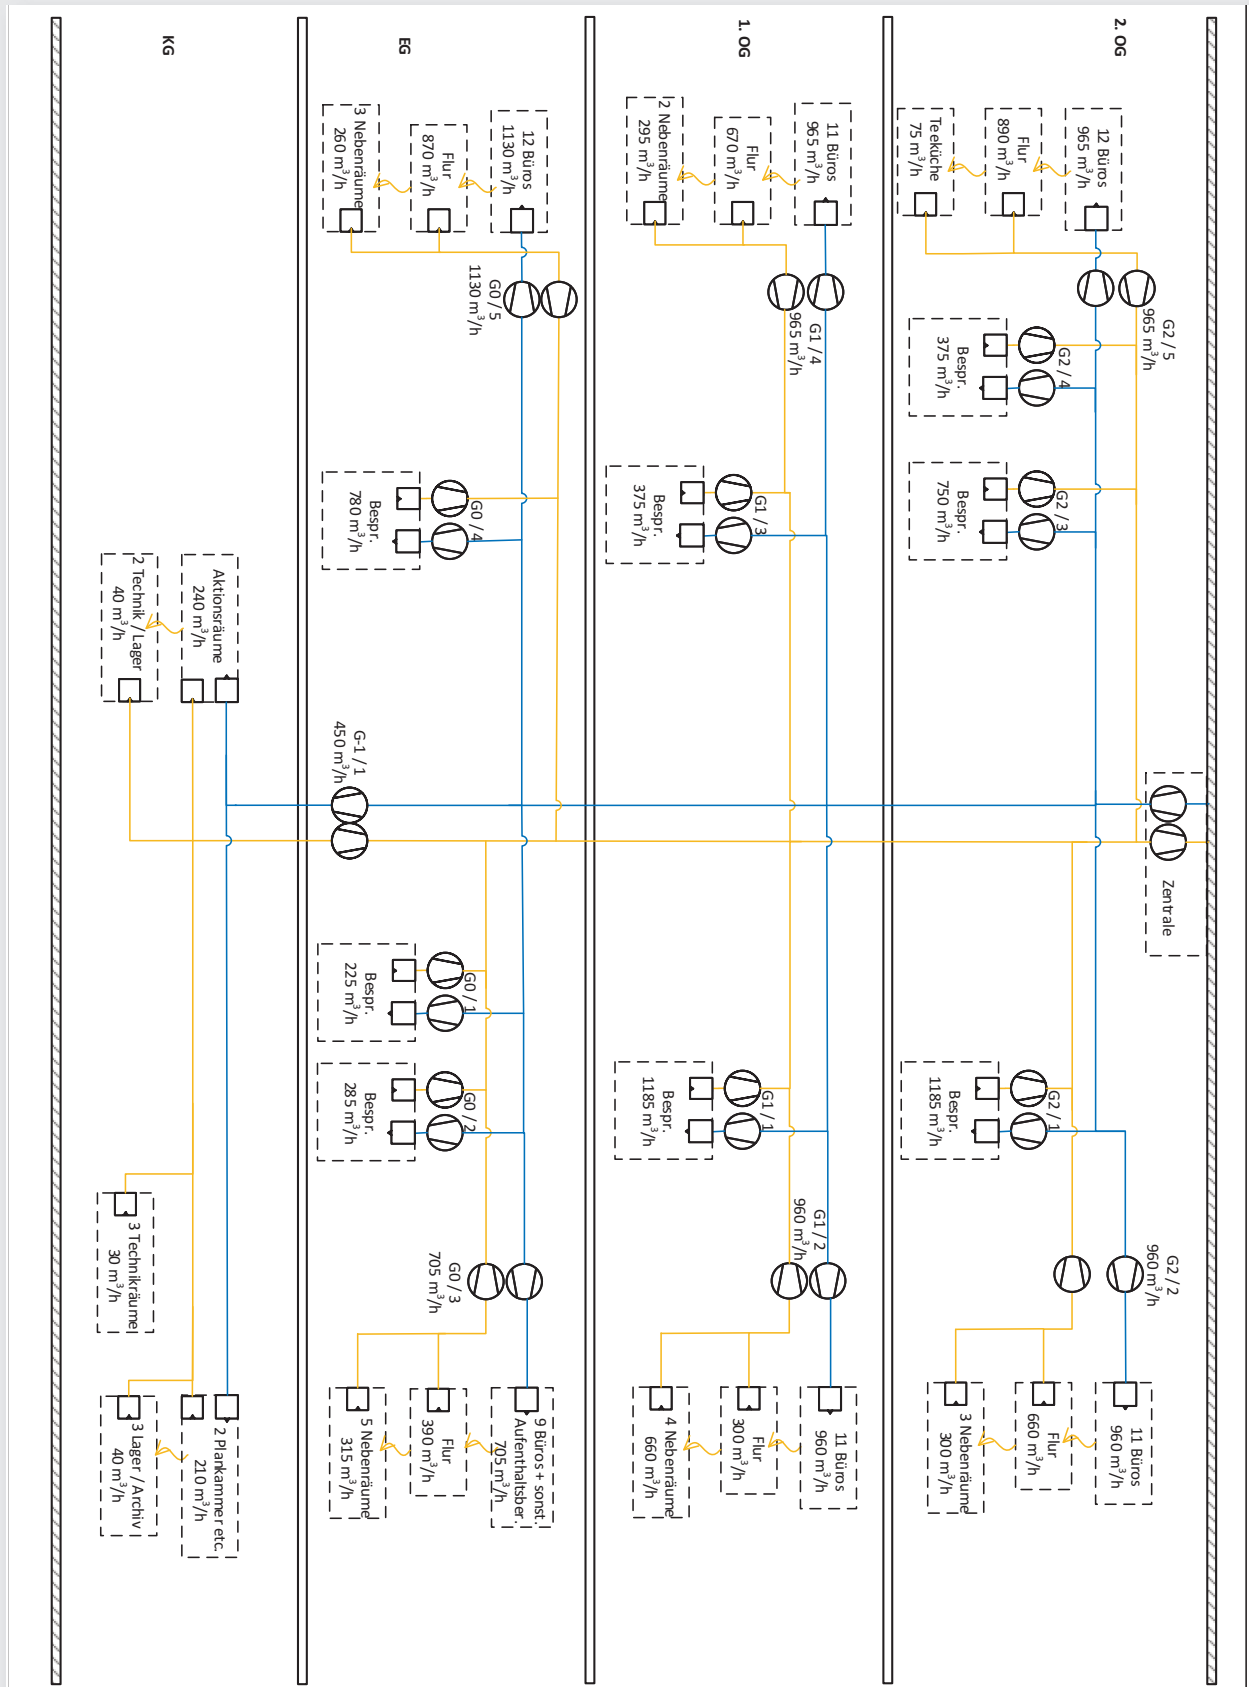 2. OG
12 Büros
965 m³/h
Flur
890 m³/h
Teeküche
75 m³/h
G2 / 5
965 m³/h
G2 / 4
Bespr.
375 m³/h
G2 / 3
Bespr.
750 m³/h
Zentrale
G2 / 1
Bespr.
1185 m³/h
G2 / 2
960 m³/h
11 Büros
960 m³/h
Flur
660 m³/h
3 Nebenräume
300 m³/h
1. OG
11 Büros
965 m³/h
Flur
670 m³/h
2 Nebenräume
295 m³/h
G1 / 4
965 m³/h
G1 / 3
Bespr.
375 m³/h
G1 / 1
Bespr.
1185 m³/h
G1 / 2
960 m³/h
11 Büros
960 m³/h
Flur
300 m³/h
4 Nebenräume
660 m³/h
EG
12 Büros
1130 m³/h
Flur
870 m³/h
3 Nebenräume
260 m³/h
G0 / 5
1130 m³/h
G0 / 4
Bespr.
780 m³/h
G-1 / 1
450 m³/h
G0 / 1
Bespr.
225 m³/h
G0 / 2
Bespr.
285 m³/h
G0 / 3
705 m³/h
9 Büros + sonst.
Aufenthaltsber.
705 m³/h
Flur
390 m³/h
5 Nebenräume
315 m³/h
KG
Aktionsräume
240 m³/h
2 Technik / Lager
40 m³/h
3 Technikräume
30 m³/h
2 Plankammer etc.
210 m³/h
3 Lager / Archiv
40 m³/h